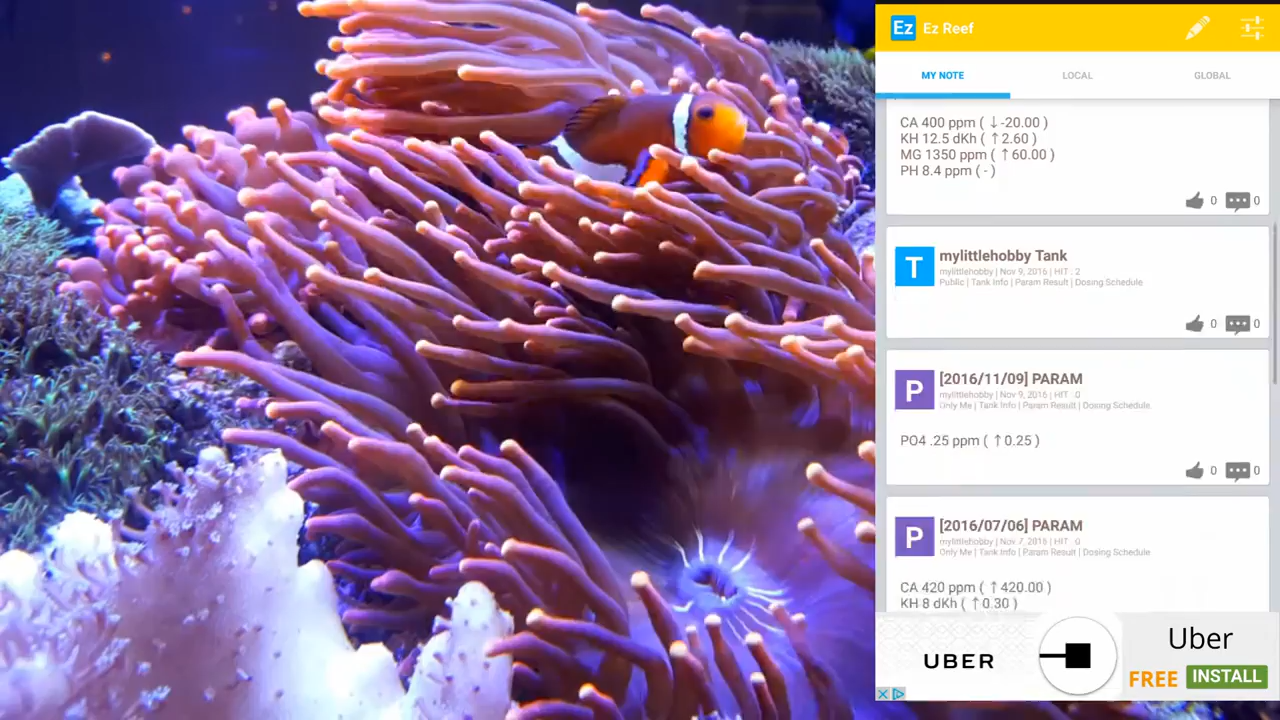 Ez Ez Reef
MY NOTE LOCAL GLOBAL
CA 400 ppm ( ↓-20.00 )
KH 12.5 dKh ( ↑2.60 )
MG 1350 ppm ( ↑60.00 )
PH 8.4 ppm ( - )
0 0
T mylittlehobby Tank
mylittlehobby | Nov 9, 2016 | HIT : 2
Public | Tank Info | Param Result | Dosing Schedule
0 0
P [2016/11/09] PARAM
mylittlehobby | Nov 9, 2016 | HIT : 0
Only Me | Tank Info | Param Result | Dosing Schedule
PO4 .25 ppm ( ↑0.25 )
0 0
P [2016/07/06] PARAM
mylittlehobby | Nov 7, 2016 | HIT : 0
Only Me | Tank Info | Param Result | Dosing Schedule
CA 420 ppm ( ↑420.00 )
KH 8 dKh ( ↑0.30 )
UBER
Uber
FREE INSTALL